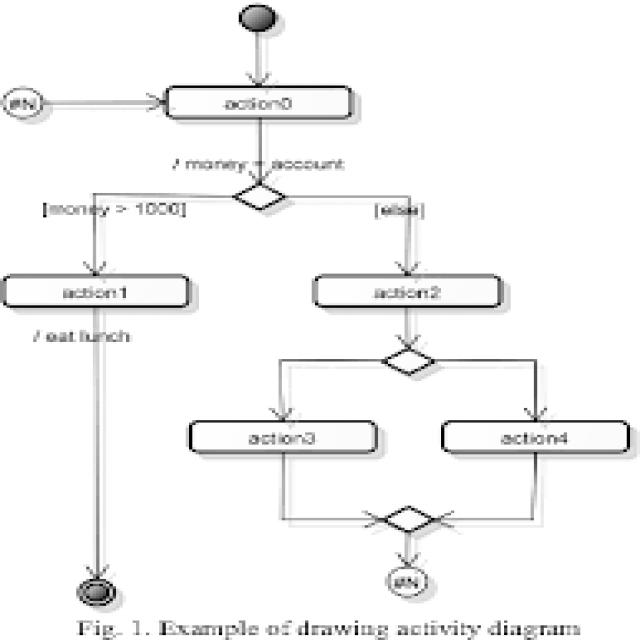 #N
action0
/ money = account
[money > 1000]
[else]
action1
action2
/ eat lunch
action3
action4
#N
Fig. 1. Example of drawing activity diagram